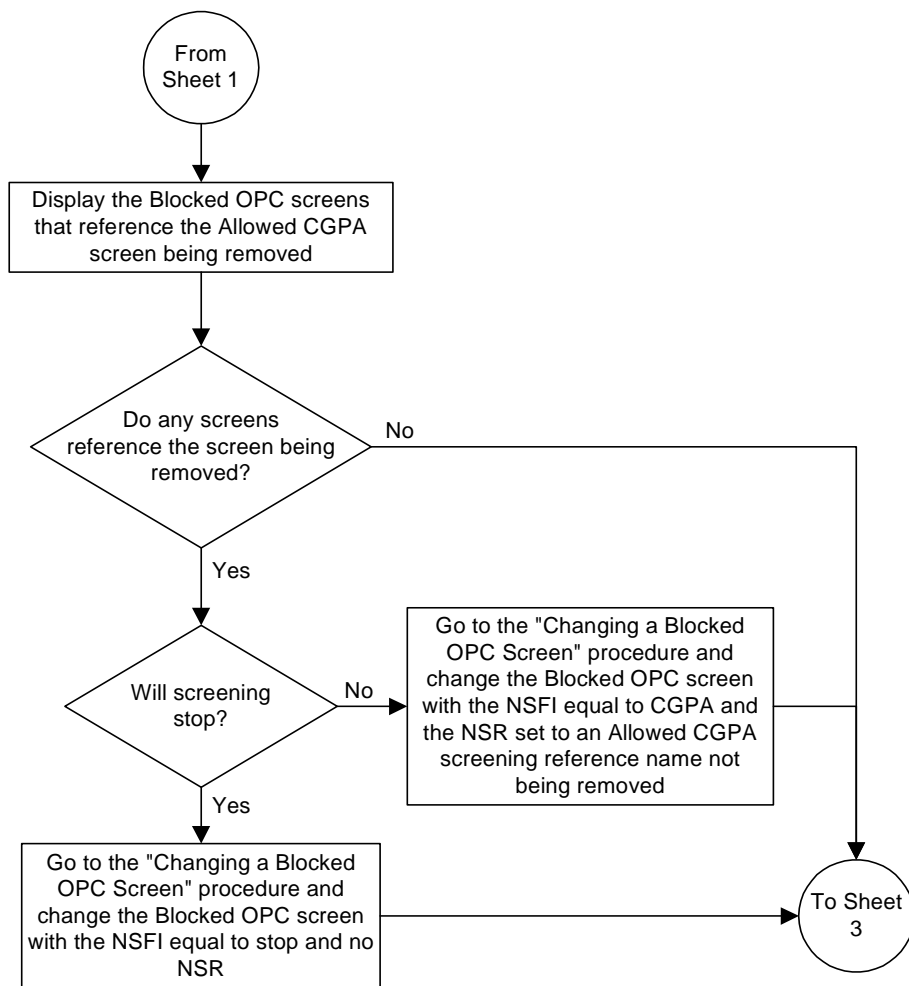 From
Sheet 1
Display the Blocked OPC screens
that reference the Allowed CGPA
screen being removed
Do any screens
reference the screen being
removed?
No
Yes
Will screening
stop?
No
Go to the "Changing a Blocked
OPC Screen" procedure and
change the Blocked OPC screen
with the NSFI equal to CGPA and
the NSR set to an Allowed CGPA
screening reference name not
being removed
Yes
Go to the "Changing a Blocked
OPC Screen" procedure and
change the Blocked OPC screen
with the NSFI equal to stop and no
NSR
To Sheet
3